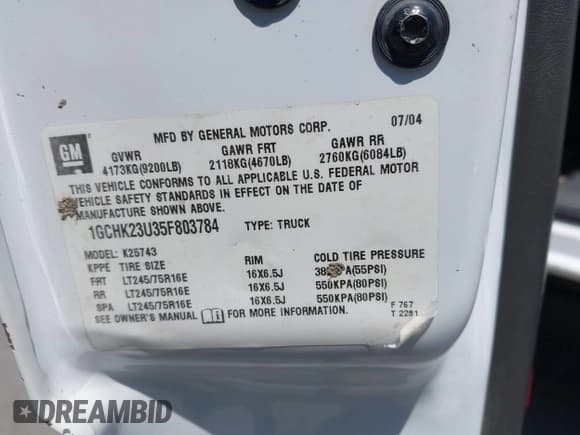 MFD BY GENERAL MOTORS CORP. 07/04
GM
GVWR GAWR FRT GAWR RR
4173KG(9200LB) 2118KG(4670LB) 2760KG(6084LB)
THIS VEHICLE CONFORMS TO ALL APPLICABLE U.S. FEDERAL MOTOR
VEHICLE SAFETY STANDARDS IN EFFECT ON THE DATE OF
MANUFACTURE SHOWN ABOVE.
1GCHK23U35F803784 TYPE: TRUCK
MODEL: K25743
KPPE TIRE SIZE RIM COLD TIRE PRESSURE
FRT LT245/75R16E 16X6.5J (55PSI)
RR LT245/75R16E 16X6.5J 550KPA(80PSI)
SPA LT245/75R16E 16X6.5J 550KPA(80PSI)
SEE OWNER'S MANUAL FOR MORE INFORMATION. F 767
T 2281
DREAMBID